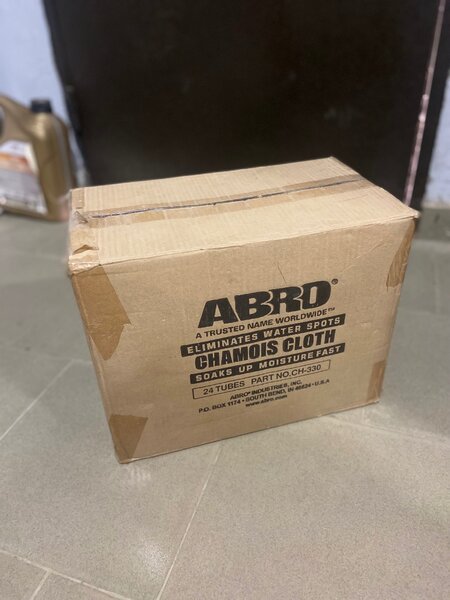 ABRO®
A TRUSTED NAME WORLDWIDE™
ELIMINATES WATER SPOTS
CHAMOIS CLOTH
SOAKS UP MOISTURE FAST
24 TUBES PART NO.CH-330
ABRO® INDUSTRIES, INC.
P.O. BOX 1174 • SOUTH BEND, IN 46624 • U.S.A
www.abro.com